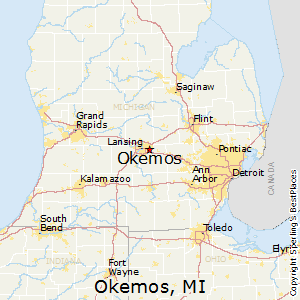 Saginaw
MICHIGAN
Grand
Rapids
Flint
Lansing
Okemos
Pontiac
Ann
Arbor
Detroit
Kalamazoo
CANADA
South
Bend
Toledo
Elyri
INDIANA
OHIO
Fort
Wayne
Okemos, MI
Copyright © Sperling's BestPlaces